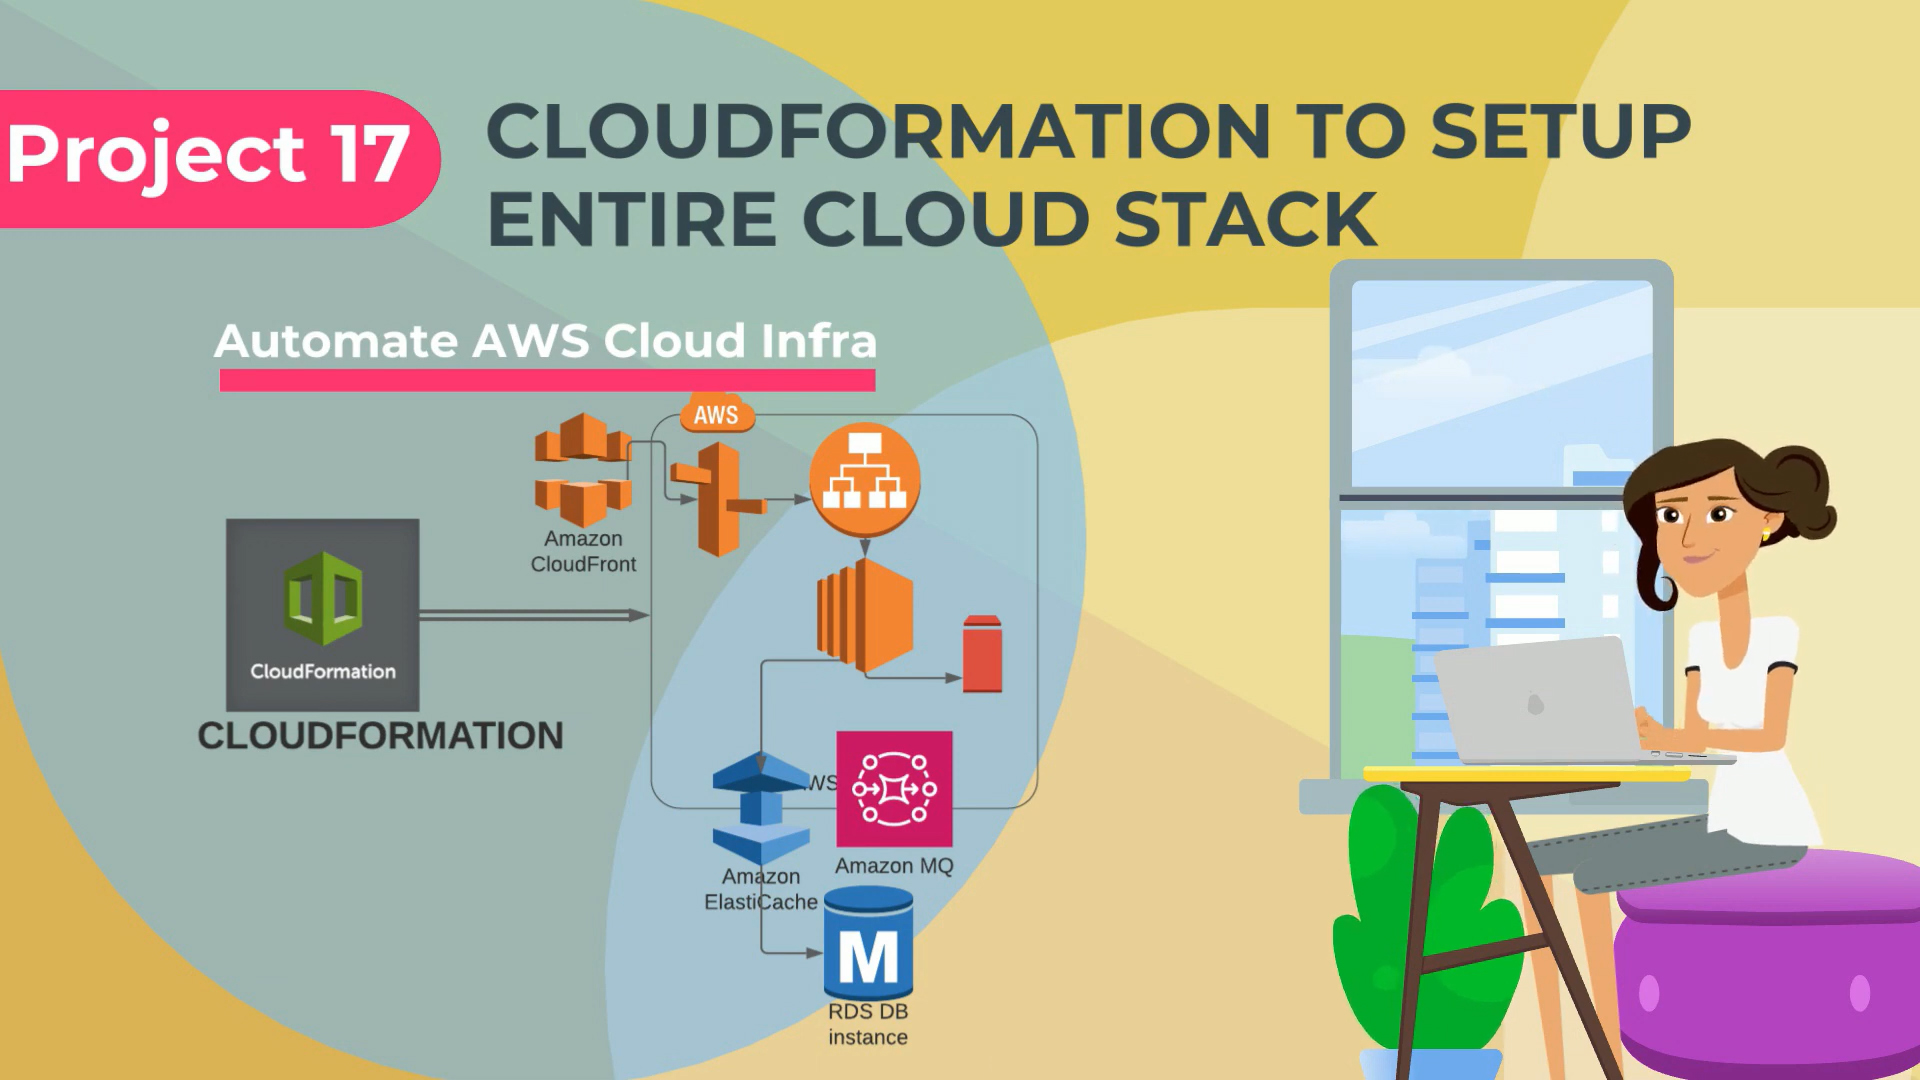 Project 17
CLOUDFORMATION TO SETUP
ENTIRE CLOUD STACK
Automate AWS Cloud Infra
AWS
Amazon
CloudFront
CloudFormation
CLOUDFORMATION
WS
Amazon MQ
Amazon
ElastiCache
M
RDS DB
instance